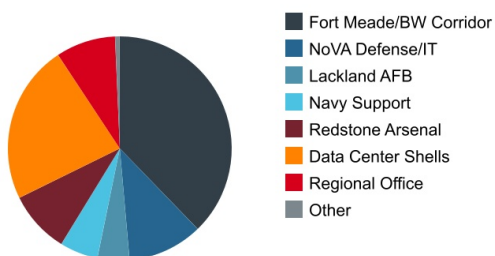 Fort Meade/BW Corridor
NoVA Defense/IT
Lackland AFB
Navy Support
Redstone Arsenal
Data Center Shells
Regional Office
Other